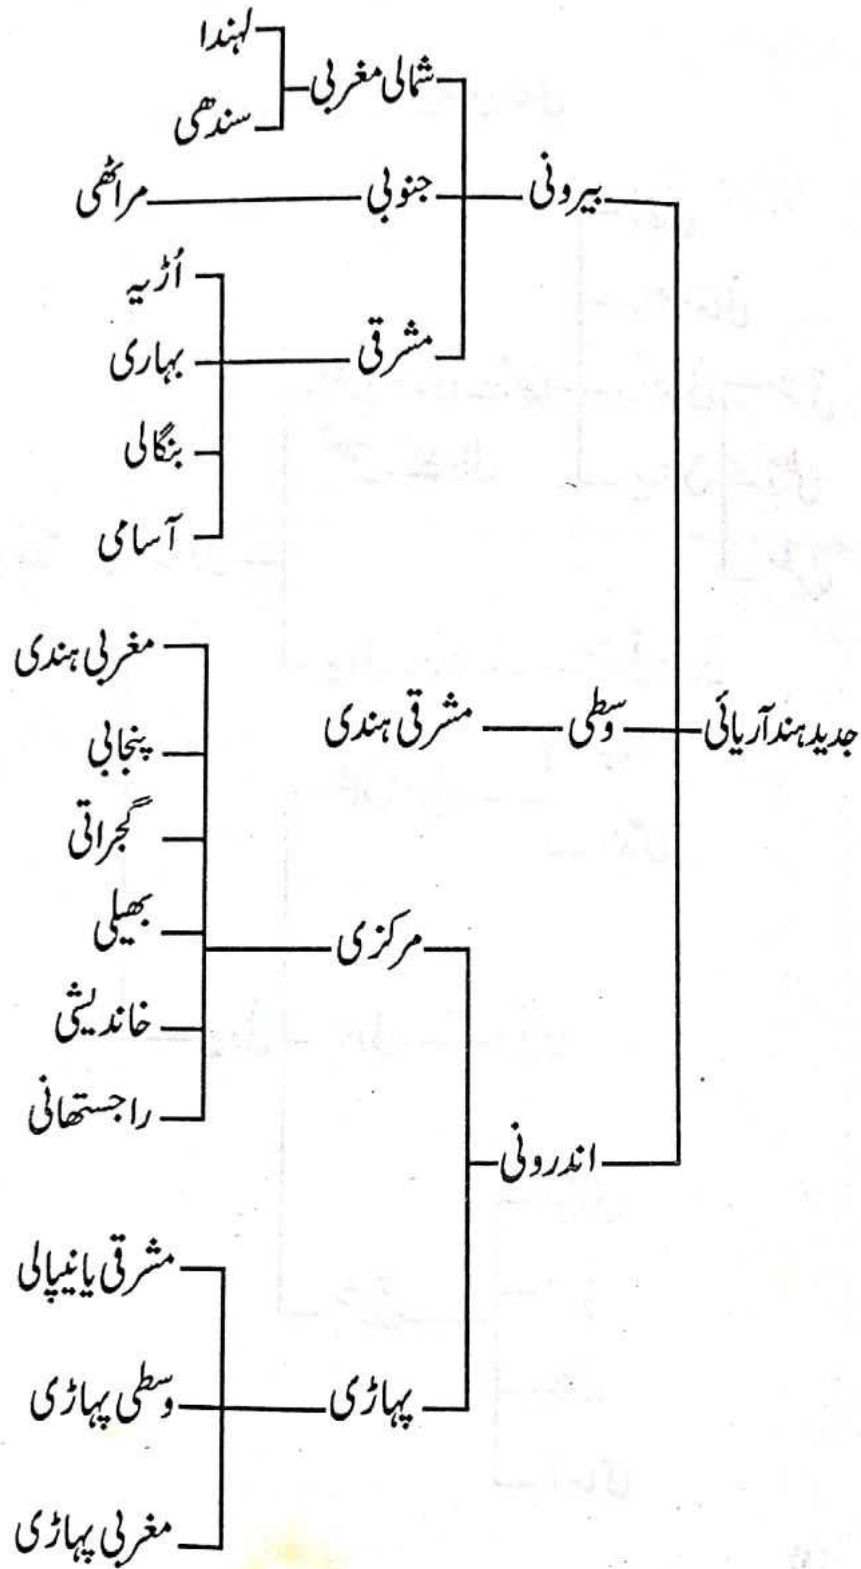 جدید ہند آریائی
بیرونی
شمالی مغربی
لہندا
سندھی
جنوبی
مراٹھی
مشرقی
اُڑیہ
بہاری
بنگالی
آسامی
وسطی
مشرقی ہندی
اندرونی
مرکزی
مغربی ہندی
پنجابی
گجراتی
بھیلی
خاندیشی
راجستھانی
پہاڑی
مشرقی یا نیپالی
وسطی پہاڑی
مغربی پہاڑی